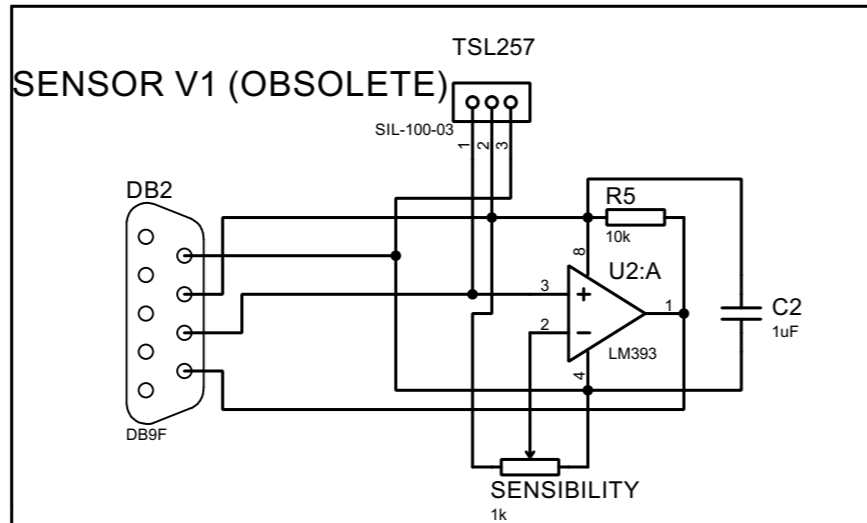 TSL257
SENSOR V1 (OBSOLETE)
SIL-100-03
1
2
3
DB2
R5
10k
8
U2:A
3
2
1
C2
1uF
LM393
4
DB9F
SENSIBILITY
1k